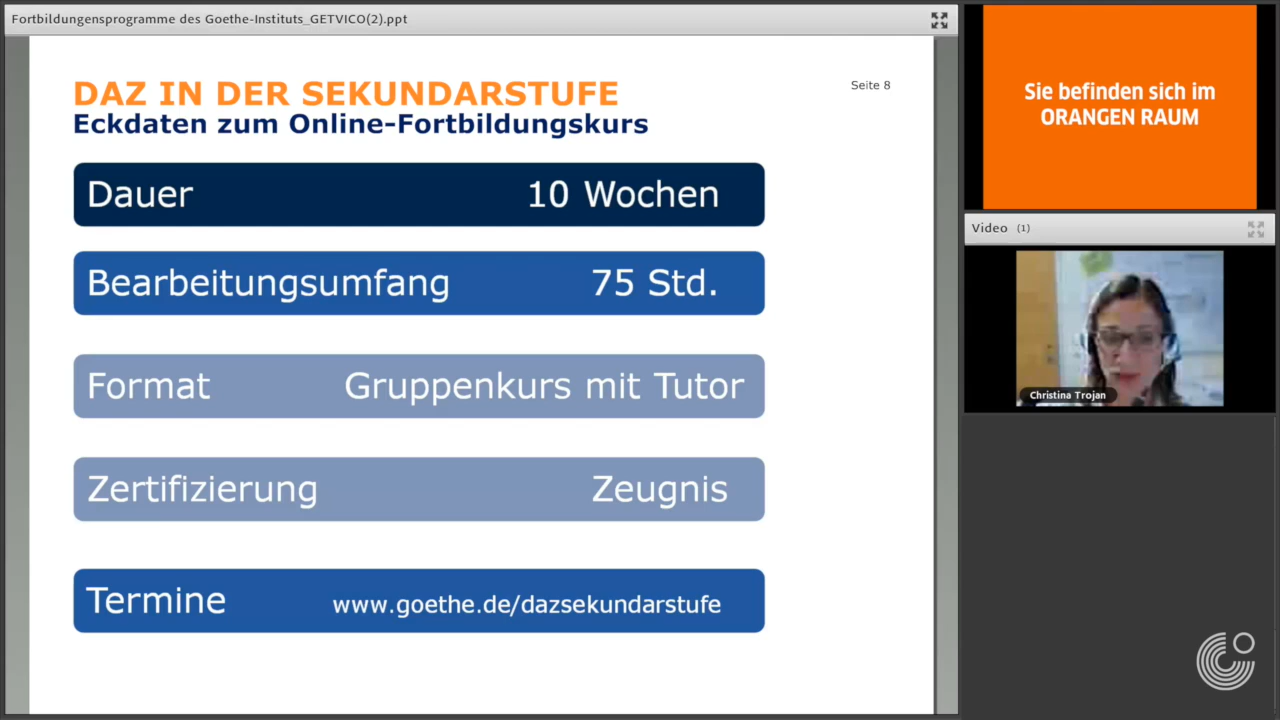 Fortbildungensprogramme des Goethe-Instituts_GETVICO(2).ppt
DAZ IN DER SEKUNDARSTUFE
Eckdaten zum Online-Fortbildungskurs
Seite 8
Dauer 10 Wochen
Bearbeitungsumfang 75 Std.
Format Gruppenkurs mit Tutor
Zertifizierung Zeugnis
Termine www.goethe.de/dazsekundarstufe
Sie befinden sich im
ORANGEN RAUM
Video (1)
Christina Trojan